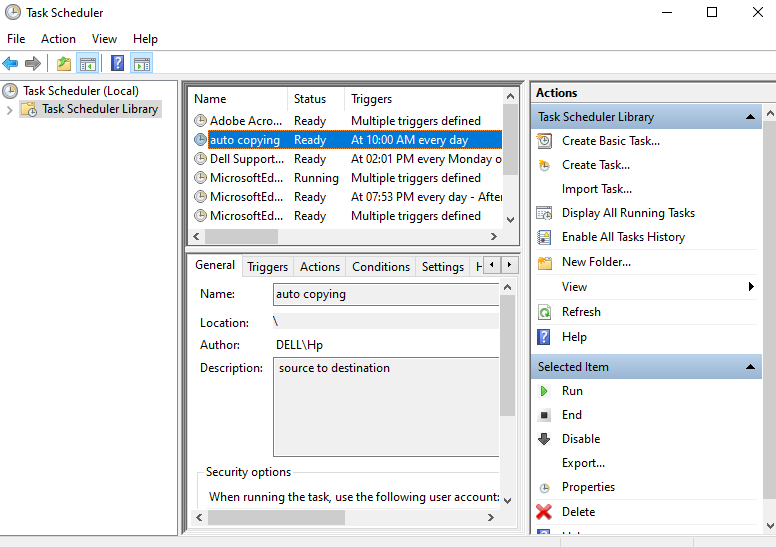 Task Scheduler
File Action View Help
Task Scheduler (Local)
Task Scheduler Library
Name Status Triggers
Adobe Acro... Ready Multiple triggers defined
auto copying Ready At 10:00 AM every day
Dell Support... Ready At 02:01 PM every Monday o
MicrosoftEd... Running Multiple triggers defined
MicrosoftEd... Ready At 07:53 PM every day - After
MicrosoftEd... Ready Multiple triggers defined
General Triggers Actions Conditions Settings H
Name: auto copying
Location: \
Author: DELL\Hp
Description: source to destination
Security options
When running the task, use the following user account:
Actions
Task Scheduler Library
Create Basic Task...
Create Task...
Import Task...
Display All Running Tasks
Enable All Tasks History
New Folder...
View
Refresh
Help
Selected Item
Run
End
Disable
Export...
Properties
Delete